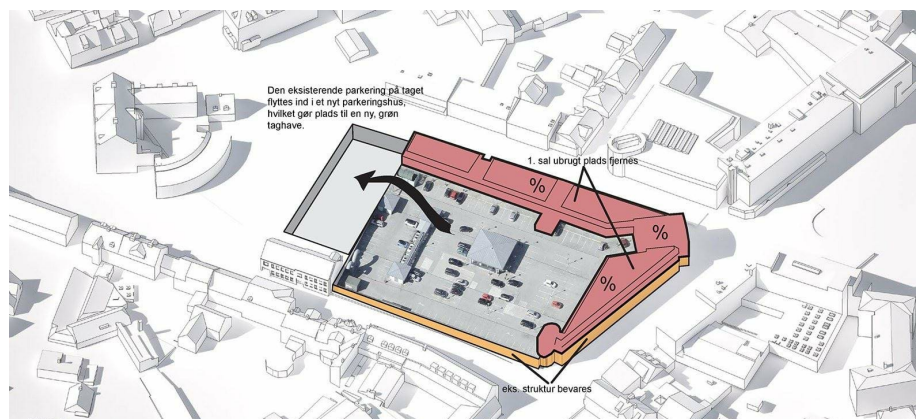 Den eksisterende parkering på taget
flyttes ind i et nyt parkeringshus,
hvilket gør plads til en ny, grøn
taghave.
1. sal ubrugt plads fjernes
%
%
%
eks. struktur bevares